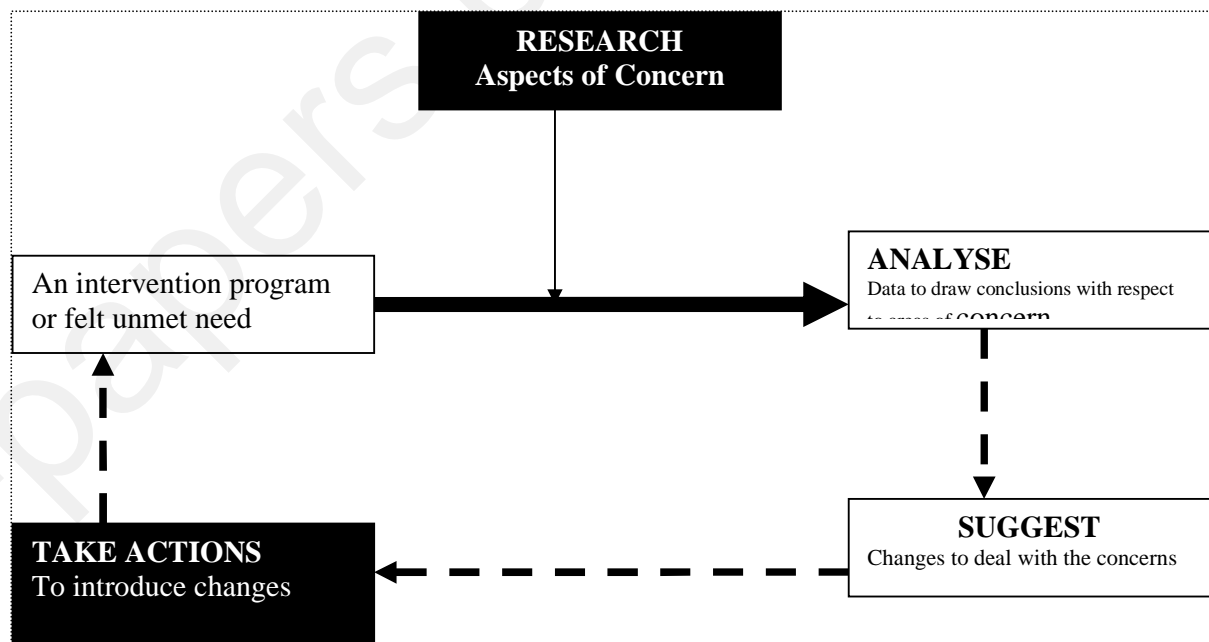 RESEARCH
Aspects of Concern
An intervention program
or felt unmet need
ANALYSE
Data to draw conclusions with respect
concern
SUGGEST
Changes to deal with the concerns
TAKE ACTIONS
To introduce changes
papers